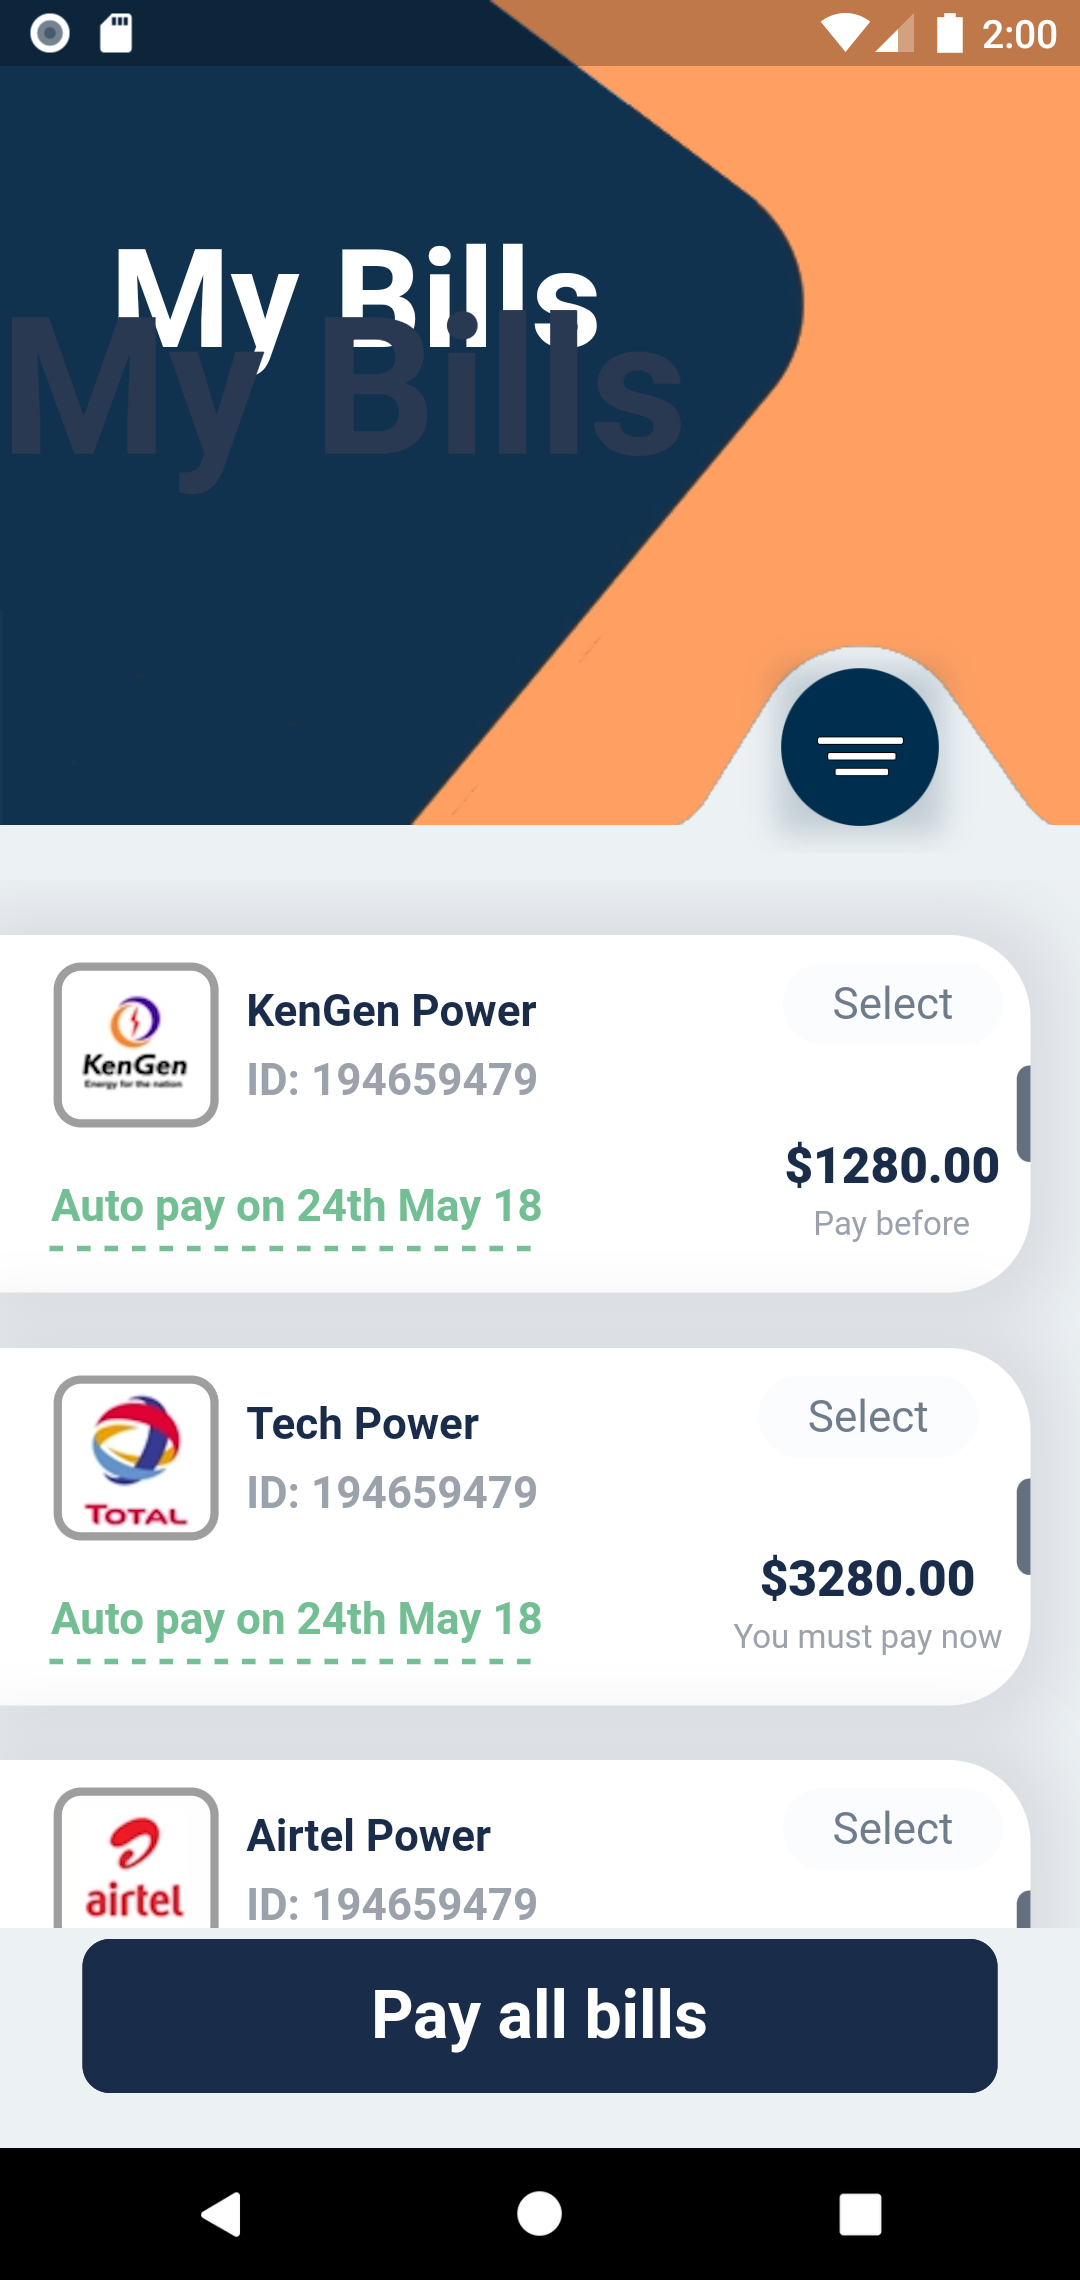 2:00
My Bills
My Bills
KenGen Power
Select
KenGen
Energy for the nation
ID: 194659479
$1280.00
Auto pay on 24th May 18
Pay before
Tech Power
Select
TOTAL
ID: 194659479
$3280.00
Auto pay on 24th May 18
You must pay now
Airtel Power
Select
airtel
ID: 194659479
Pay all bills